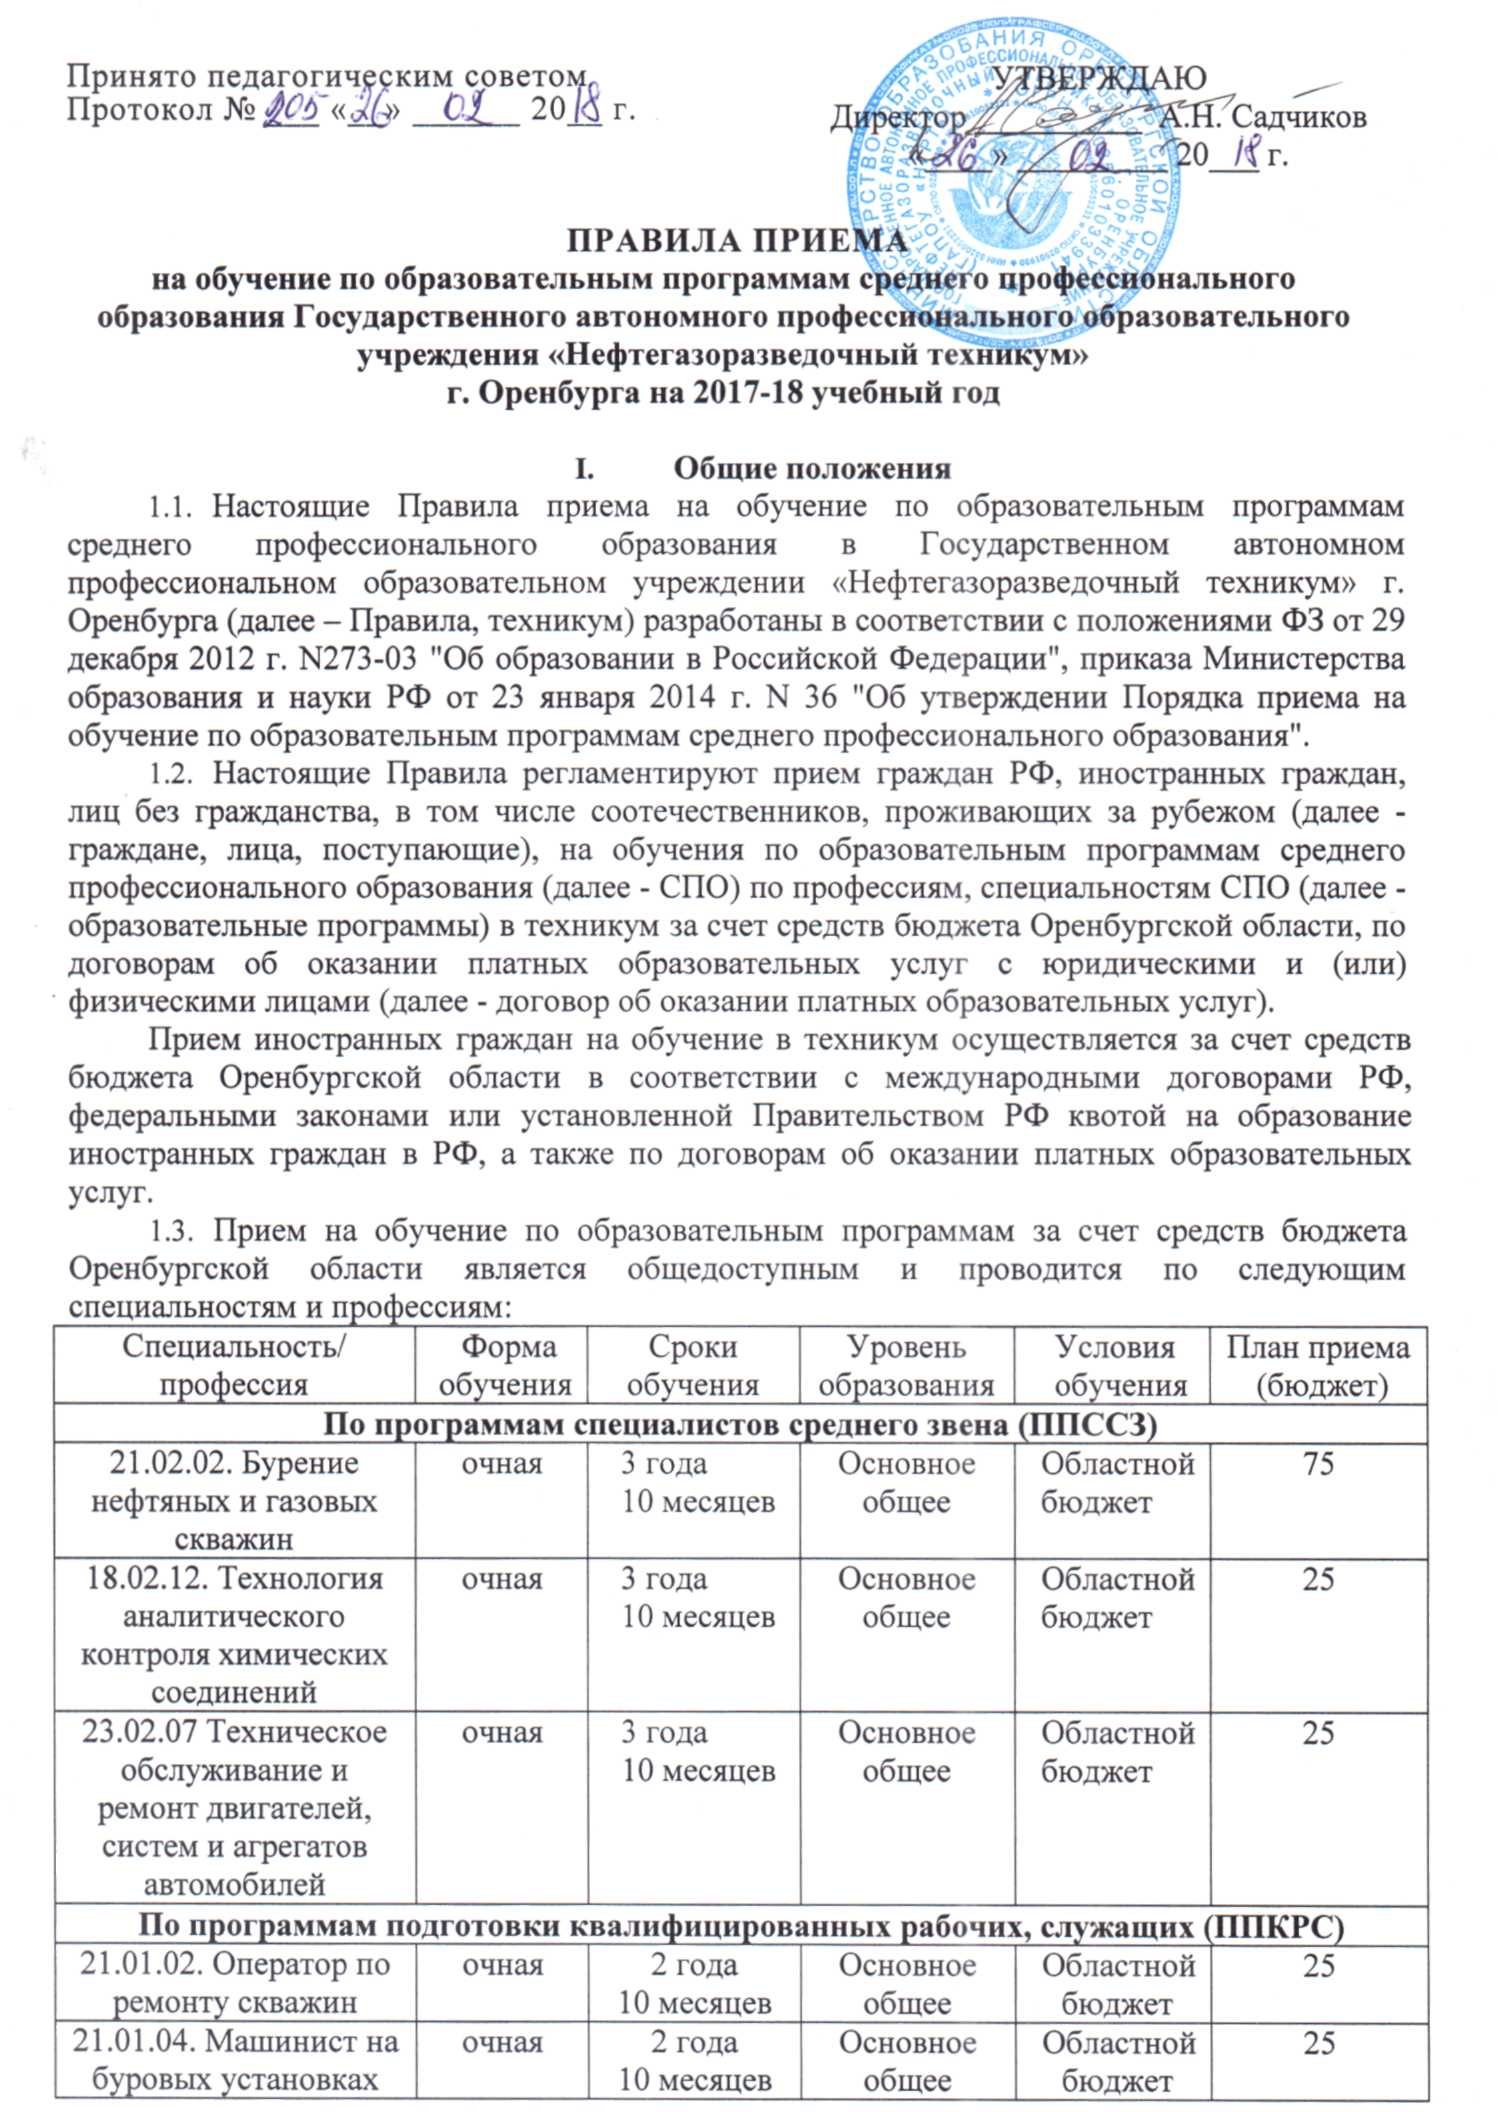 Принято педагогическим советом
Протокол № 205 «26» 02 2018 г.
УТВЕРЖДАЮ
Директор А.Н. Садчиков
«26» 02 2018 г.
ПРАВИЛА ПРИЕМА
на обучение по образовательным программам среднего профессионального
образования Государственного автономного профессионального образовательного
учреждения «Нефтегазоразведочный техникум»
г. Оренбурга на 2017-18 учебный год
I. Общие положения
1.1. Настоящие Правила приема на обучение по образовательным программам
среднего профессионального образования в Государственном автономном
профессиональном образовательном учреждении «Нефтегазоразведочный техникум» г.
Оренбурга (далее – Правила, техникум) разработаны в соответствии с положениями ФЗ от 29
декабря 2012 г. N273-03 "Об образовании в Российской Федерации", приказа Министерства
образования и науки РФ от 23 января 2014 г. N 36 "Об утверждении Порядка приема на
обучение по образовательным программам среднего профессионального образования".
1.2. Настоящие Правила регламентируют прием граждан РФ, иностранных граждан,
лиц без гражданства, в том числе соотечественников, проживающих за рубежом (далее -
граждане, лица, поступающие), на обучения по образовательным программам среднего
профессионального образования (далее - СПО) по профессиям, специальностям СПО (далее -
образовательные программы) в техникум за счет средств бюджета Оренбургской области, по
договорам об оказании платных образовательных услуг с юридическими и (или)
физическими лицами (далее - договор об оказании платных образовательных услуг).
Прием иностранных граждан на обучение в техникум осуществляется за счет средств
бюджета Оренбургской области в соответствии с международными договорами РФ,
федеральными законами или установленной Правительством РФ квотой на образование
иностранных граждан в РФ, а также по договорам об оказании платных образовательных
услуг.
1.3. Прием на обучение по образовательным программам за счет средств бюджета
Оренбургской области является общедоступным и проводится по следующим
специальностям и профессиям:
Специальность/ Форма Сроки Уровень Условия План приема
профессия обучения обучения образования обучения (бюджет)
По программам специалистов среднего звена (ППССЗ)
21.02.02. Бурение очная 3 года Основное Областной 75
нефтяных и газовых 10 месяцев общее бюджет
скважин
18.02.12. Технология очная 3 года Основное Областной 25
аналитического 10 месяцев общее бюджет
контроля химических
соединений
23.02.07 Техническое очная 3 года Основное Областной 25
обслуживание и 10 месяцев общее бюджет
ремонт двигателей,
систем и агрегатов
автомобилей
По программам подготовки квалифицированных рабочих, служащих (ППКРС)
21.01.02. Оператор по очная 2 года Основное Областной 25
ремонту скважин 10 месяцев общее бюджет
21.01.04. Машинист на очная 2 года Основное Областной 25
буровых установках 10 месяцев общее бюджет